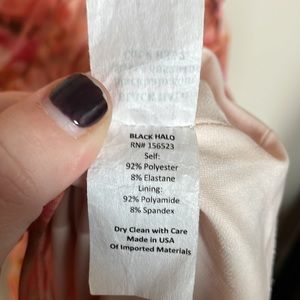 BLACK HALO
RN# 156523
Self:
92% Polyester
8% Elastane
Lining:
92% Polyamide
8% Spandex
Dry Clean with Care
Made in USA
Of Imported Materials